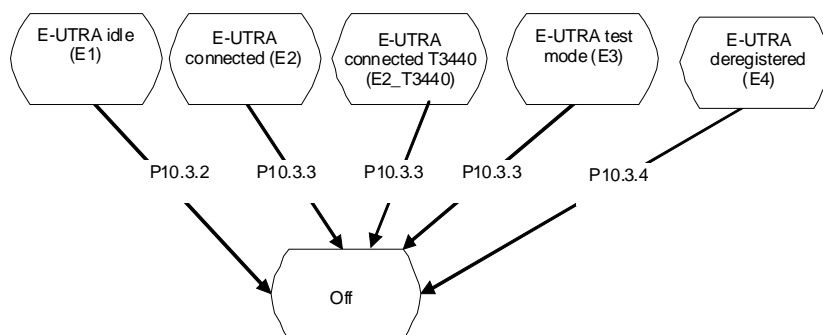 E-UTRA idle
(E1)
E-UTRA
connected (E2)
E-UTRA
connected T3440
(E2_T3440)
E-UTRA test
mode (E3)
E-UTRA
deregistered
(E4)
P10.3.2
P10.3.3
P10.3.3
P10.3.3
P10.3.4
Off